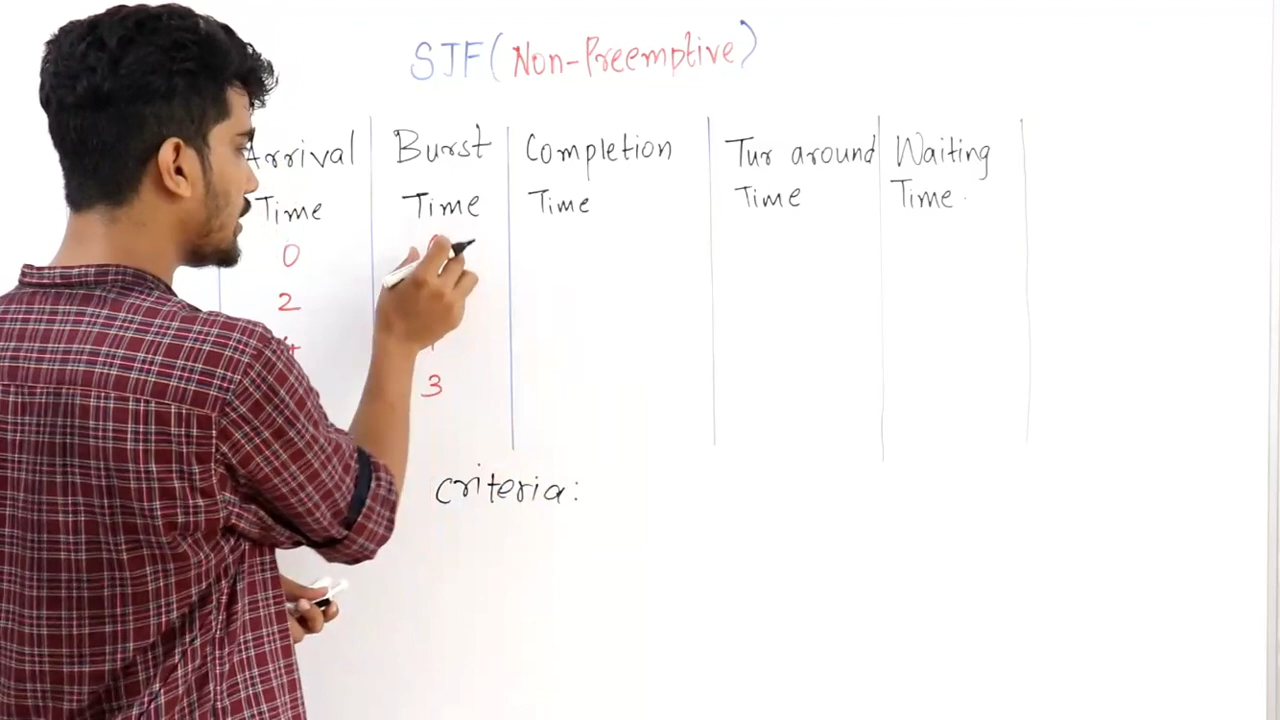 SJF(Non-Preemptive)
Arrival Burst Completion Tur around Waiting
Time Time Time Time Time.
0
2
3
criteria: